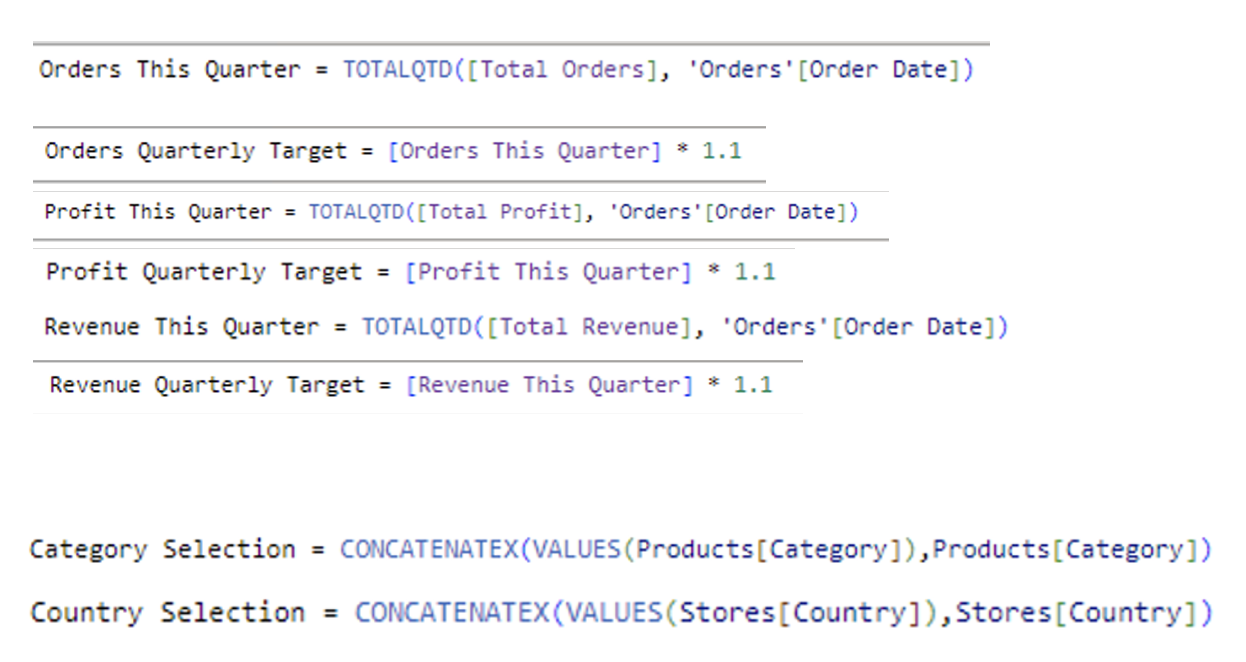 Orders This Quarter = TOTALQTD([Total Orders], 'Orders'[Order Date])
Orders Quarterly Target = [Orders This Quarter] * 1.1
Profit This Quarter = TOTALQTD([Total Profit], 'Orders'[Order Date])
Profit Quarterly Target = [Profit This Quarter] * 1.1
Revenue This Quarter = TOTALQTD([Total Revenue], 'Orders'[Order Date])
Revenue Quarterly Target = [Revenue This Quarter] * 1.1
Category Selection = CONCATENATEX(VALUES(Products[Category]),Products[Category])
Country Selection = CONCATENATEX(VALUES(Stores[Country]),Stores[Country])